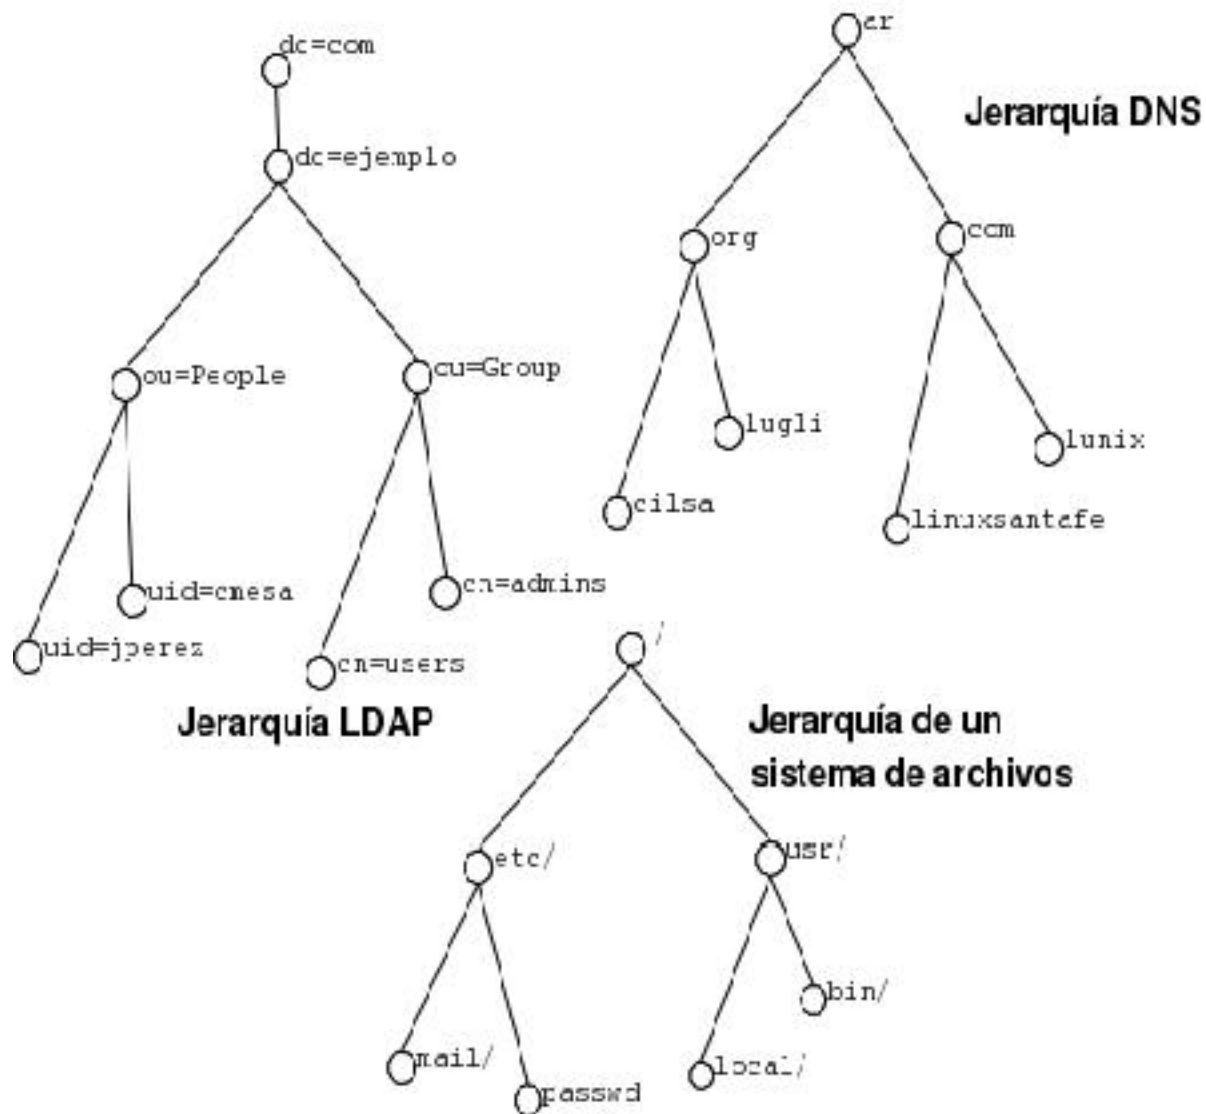 dc=com
dc=ejemplo
ou=People
cu=Group
uid=cmesa
cn=admins
uid=jperez
cn=users
Jerarquía LDAP
ar
Jerarquía DNS
org
com
lugli
lunix
cilsa
linuxsantafe
/
Jerarquía de un
sistema de archivos
etc/
usr/
bin/
mail/
local/
passwd